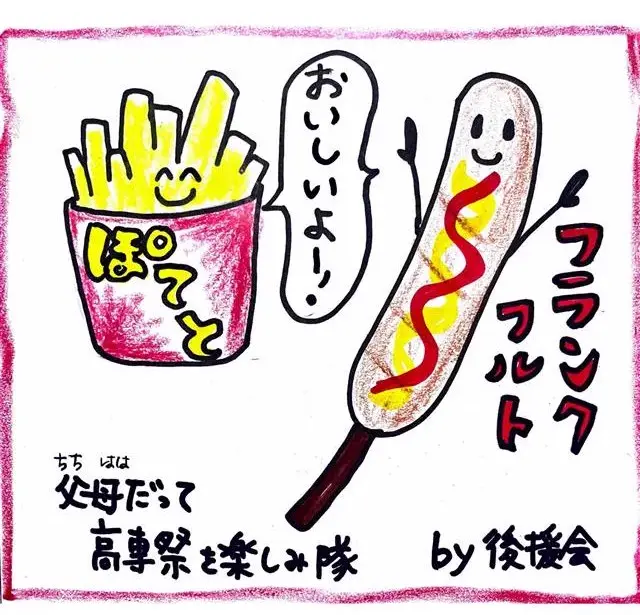 おいしいよー!
ぽてと
フランク
フルト
ちち はは
父母だって
高専祭を楽しみ隊
by 後援会